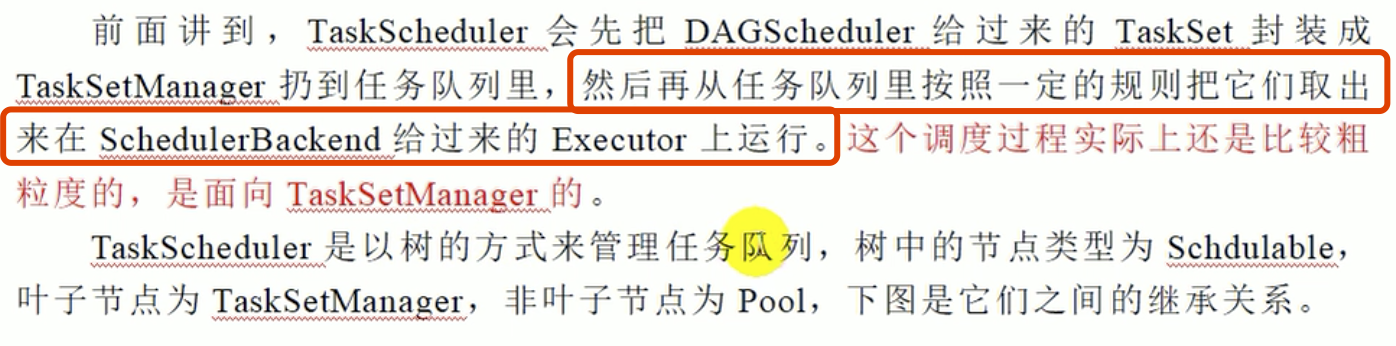 前面讲到，TaskScheduler 会先把 DAGScheduler 给过来的 TaskSet 封装成
TaskSetManager 扔到任务队列里，然后再从任务队列里按照一定的规则把它们取出
来在 SchedulerBackend 给过来的 Executor 上运行。这个调度过程实际上还是比较粗
粒度的，是面向 TaskSetManager 的。
TaskScheduler 是以树的方式来管理任务队列，树中的节点类型为 Schdulable，
叶子节点为 TaskSetManager，非叶子节点为 Pool，下图是它们之间的继承关系。